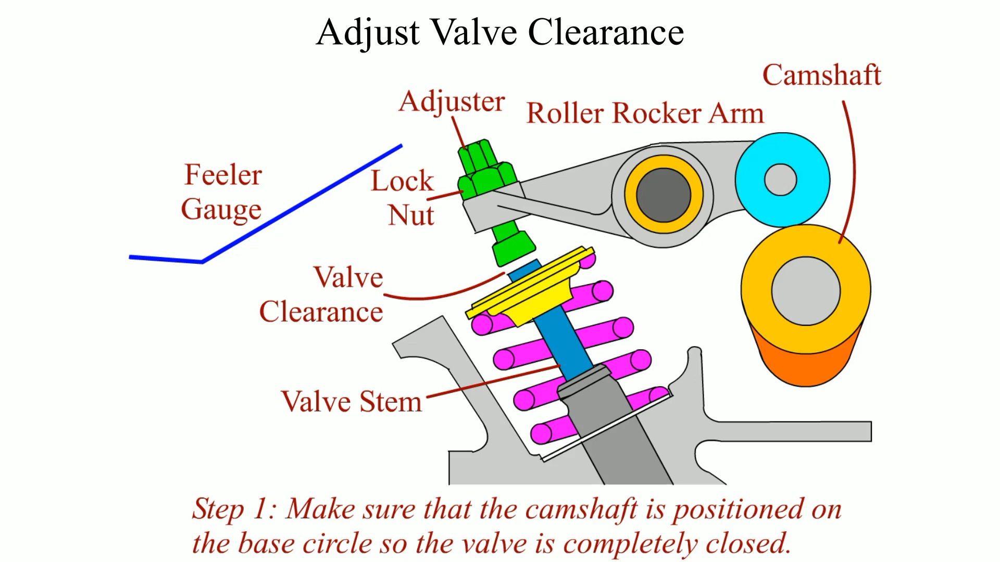 Adjust Valve Clearance
Camshaft
Adjuster
Roller Rocker Arm
Feeler
Gauge
Lock
Nut
Valve
Clearance
Valve Stem
Step 1: Make sure that the camshaft is positioned on
the base circle so the valve is completely closed.